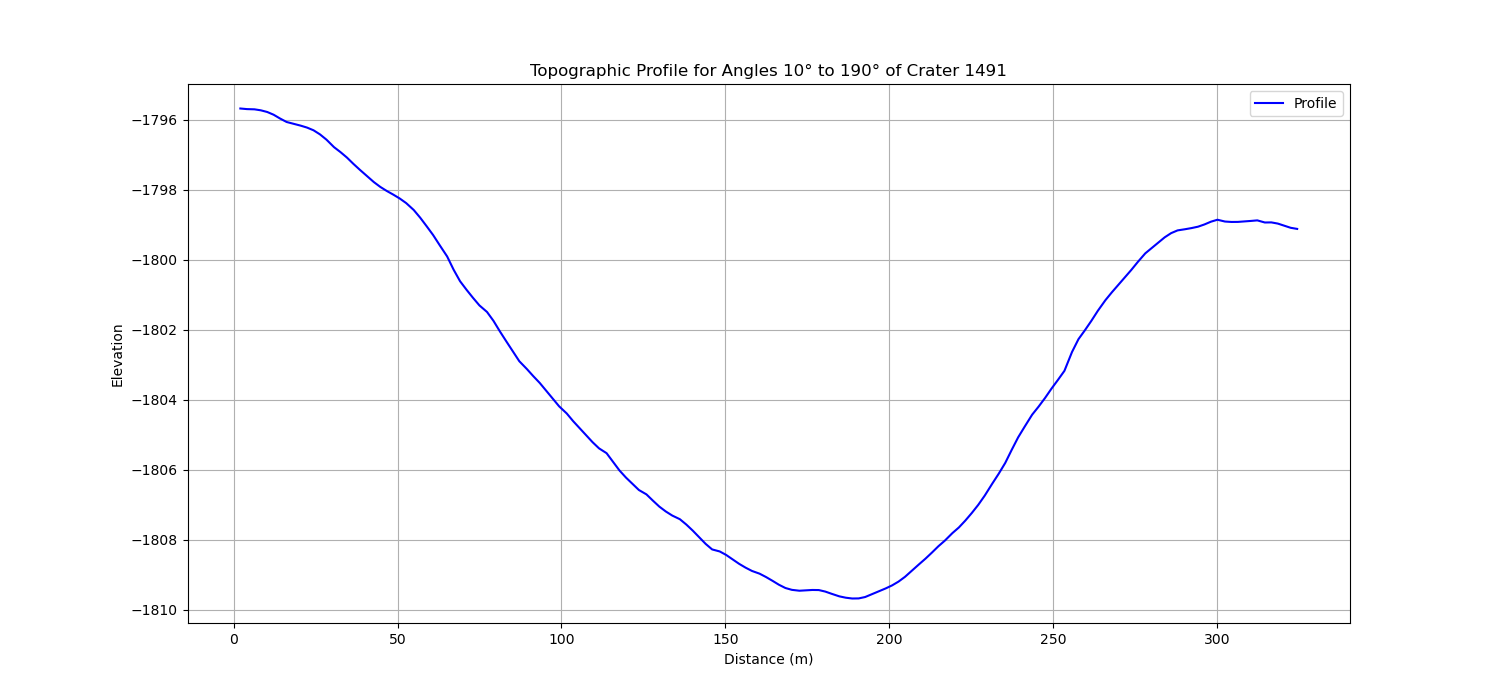 Topographic Profile for Angles 10° to 190° of Crater 1491
Profile
Elevation
−1796
−1798
−1800
−1802
−1804
−1806
−1808
−1810
0 50 100 150 200 250 300
Distance (m)